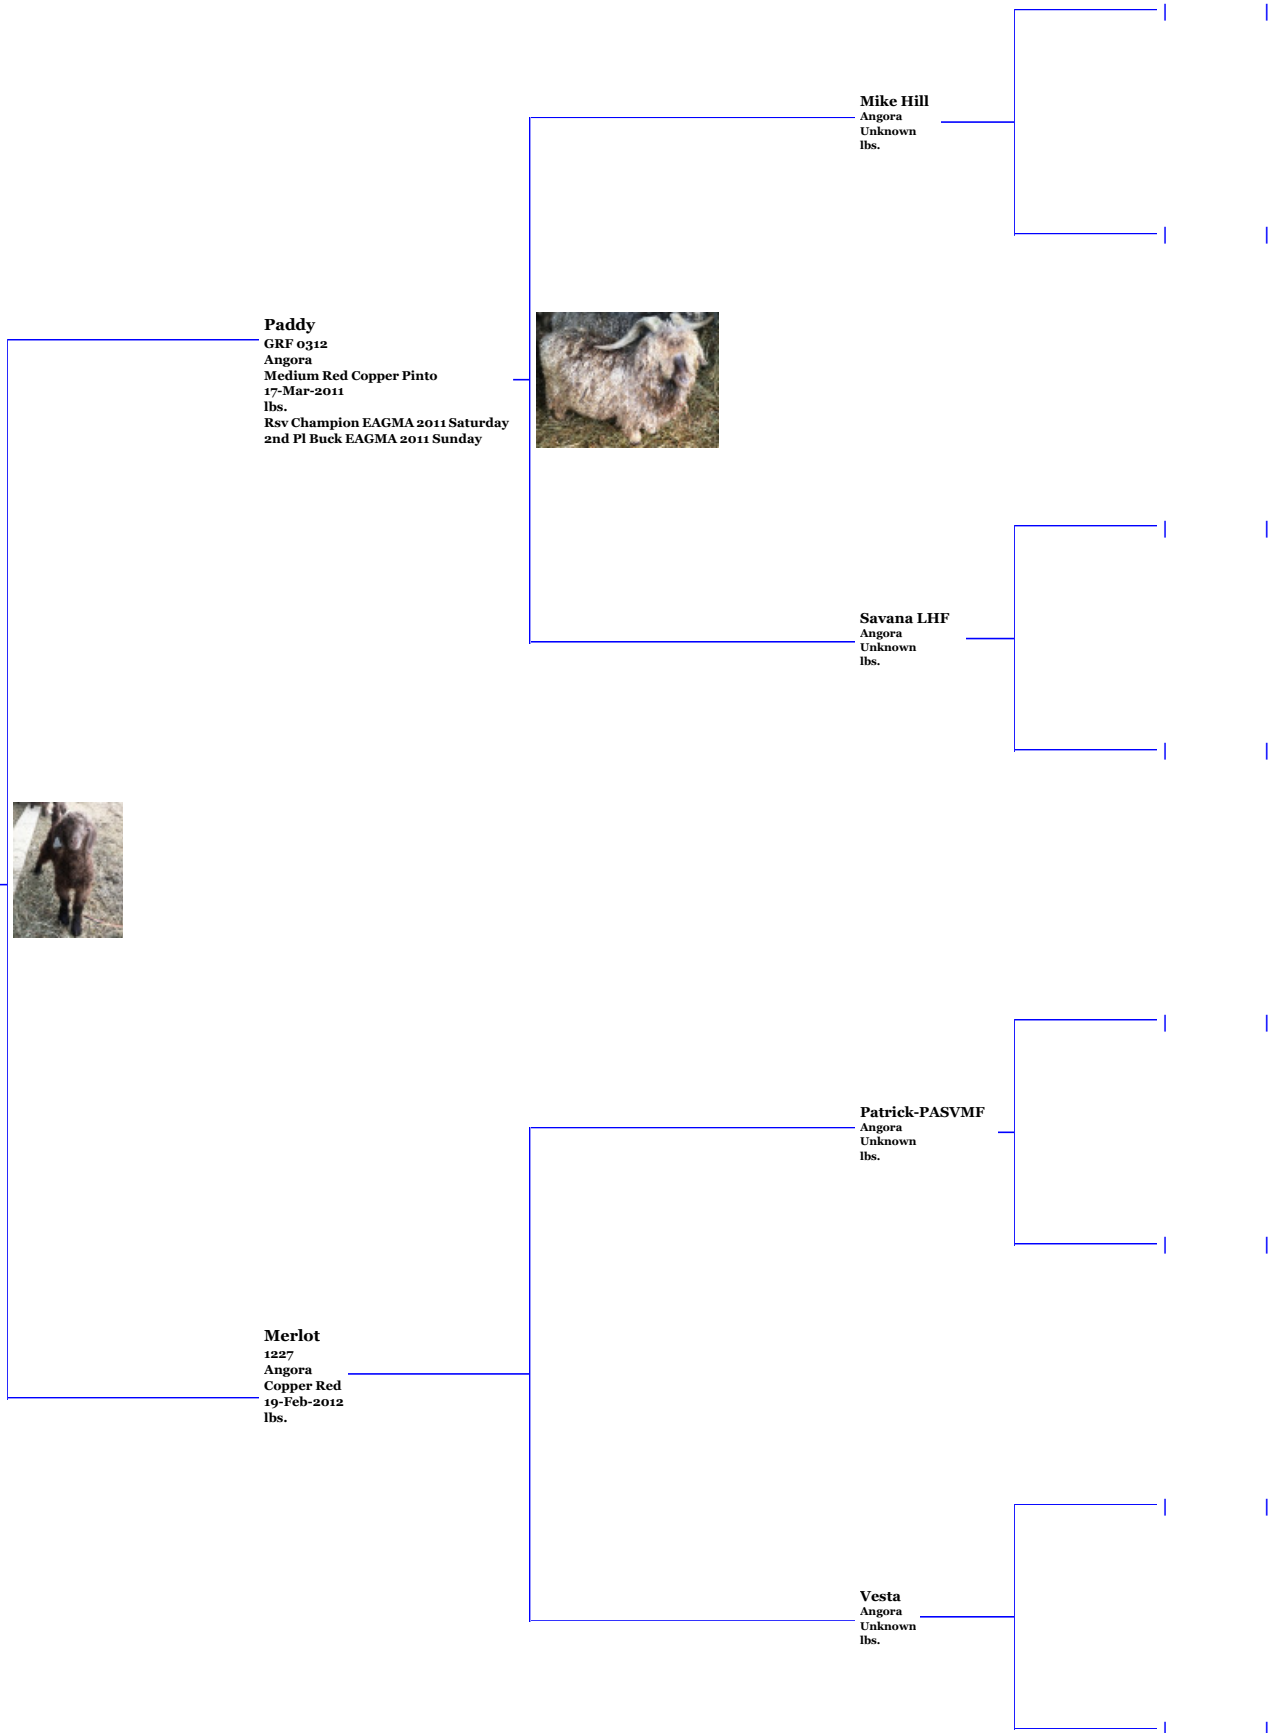 Mike Hill
Angora
Unknown
lbs.
Paddy
GRF 0312
Angora
Medium Red Copper Pinto
17-Mar-2011
lbs.
Rsv Champion EAGMA 2011 Saturday
2nd Pl Buck EAGMA 2011 Sunday
Savana LHF
Angora
Unknown
lbs.
Patrick-PASVMF
Angora
Unknown
lbs.
Merlot
1227
Angora
Copper Red
19-Feb-2012
lbs.
Vesta
Angora
Unknown
lbs.